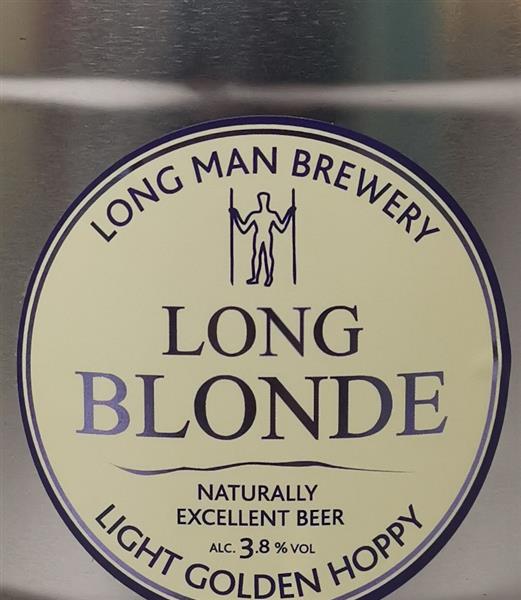 LONG MAN BREWERY
LONG
BLONDE
NATURALLY
EXCELLENT BEER
ALC. 3.8 % VOL
LIGHT GOLDEN HOPPY